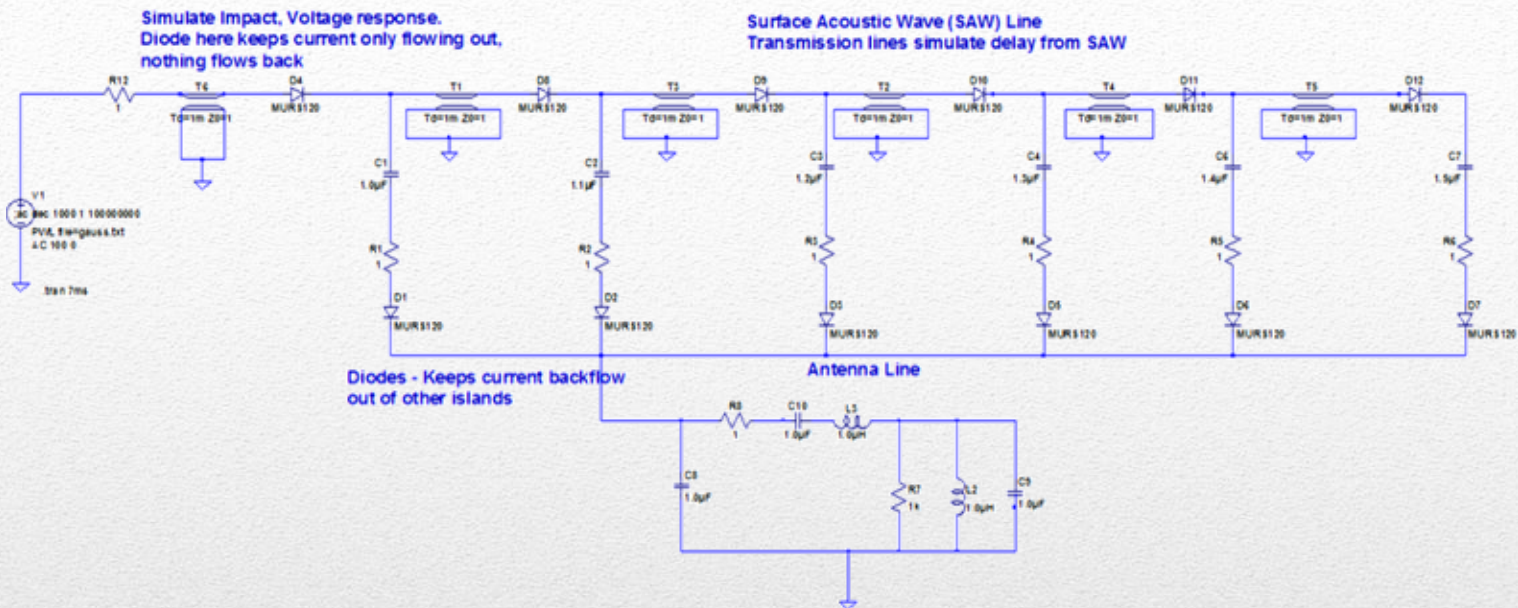 Simulate Impact, Voltage response.
Diode here keeps current only flowing out,
nothing flows back
Surface Acoustic Wave (SAW) Line
Transmission lines simulate delay from SAW
R12
1
T6
Td=1m Z0=1
D4
MURS120
T1
Td=1m Z0=1
D8
MURS120
T3
Td=1m Z0=1
D9
MURS120
T2
Td=1m Z0=1
D10
MURS120
T4
Td=1m Z0=1
D11
MURS120
T5
Td=1m Z0=1
D12
MURS120
C1
1.0µF
C2
1.1µF
C3
1.2µF
C4
1.3µF
C6
1.4µF
C7
1.5µF
V1
1000 1 100000000
PWL
AC 100 0
.tran 7ms
R1
1
R2
1
R3
1
R4
1
R5
1
R6
1
D1
MURS120
D2
MURS120
D3
MURS120
D5
MURS120
D6
MURS120
D7
MURS120
Diodes - Keeps current backflow
out of other islands
Antenna Line
R8
1
C10
1.0µF
L3
1.0µH
C8
1.0µF
R7
1k
L2
1.0µH
C9
1.0µF